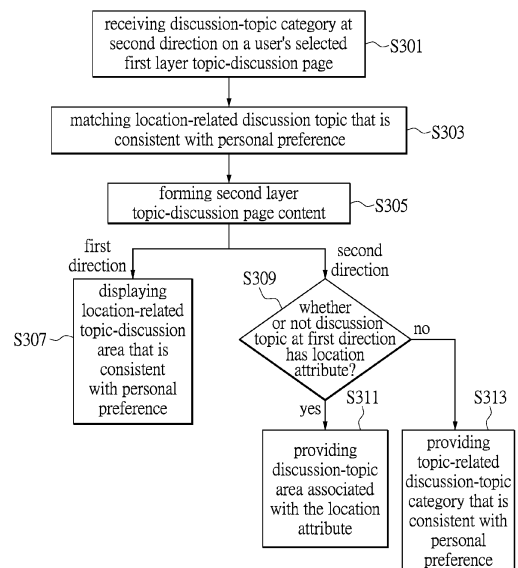 receiving discussion-topic category at
second direction on a user's selected
first layer topic-discussion page
S301
matching location-related discussion topic that is
consistent with personal preference
S303
forming second layer
topic-discussion page content
S305
first
direction
second
direction
displaying
location-related
topic-discussion
area that is
consistent
with personal
preference
S307
S309
whether
or not discussion
topic at first direction
has location
attribute?
no
yes
S311
S313
providing
discussion-topic
area associated
with the location
attribute
providing
topic-related
discussion-topic
category that is
consistent with
personal
preference